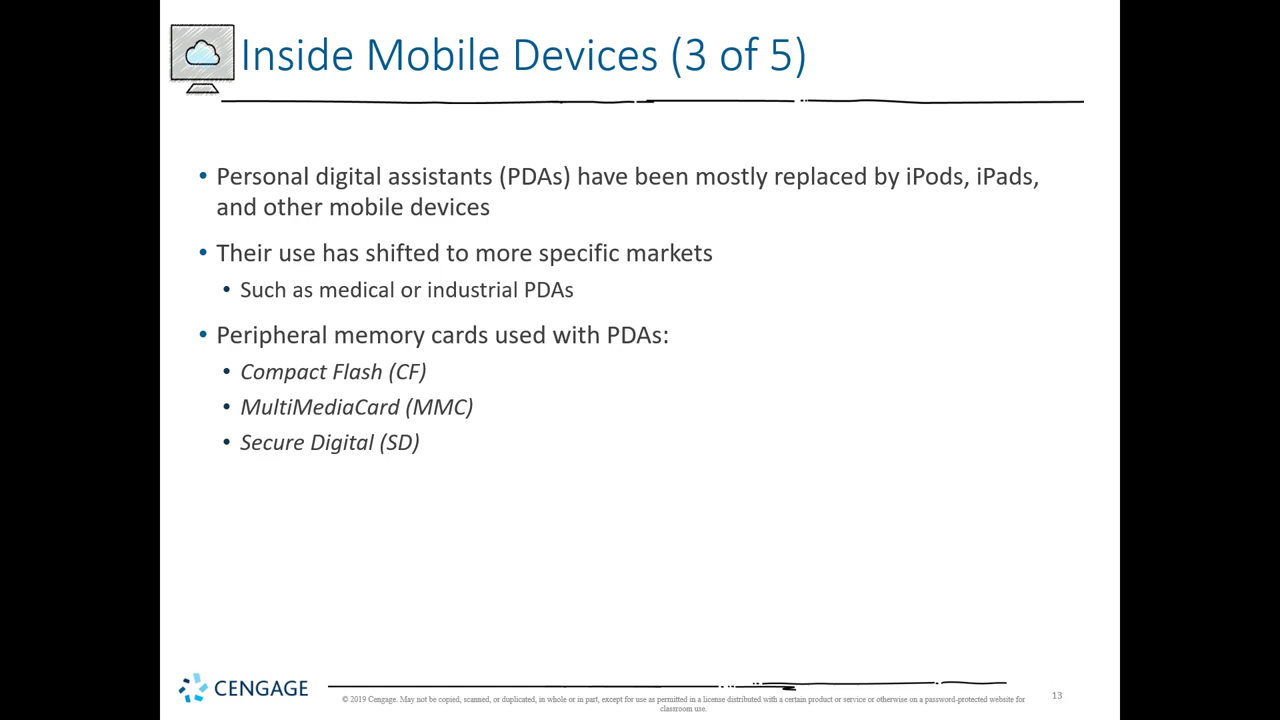 Inside Mobile Devices (3 of 5)
• Personal digital assistants (PDAs) have been mostly replaced by iPods, iPads,
and other mobile devices
• Their use has shifted to more specific markets
• Such as medical or industrial PDAs
• Peripheral memory cards used with PDAs:
• Compact Flash (CF)
• MultiMediaCard (MMC)
• Secure Digital (SD)
CENGAGE
© 2019 Cengage. May not be copied, scanned, or duplicated, in whole or in part, except for use as permitted in a license distributed with a certain product or service or otherwise on a password-protected website for
classroom use.
13